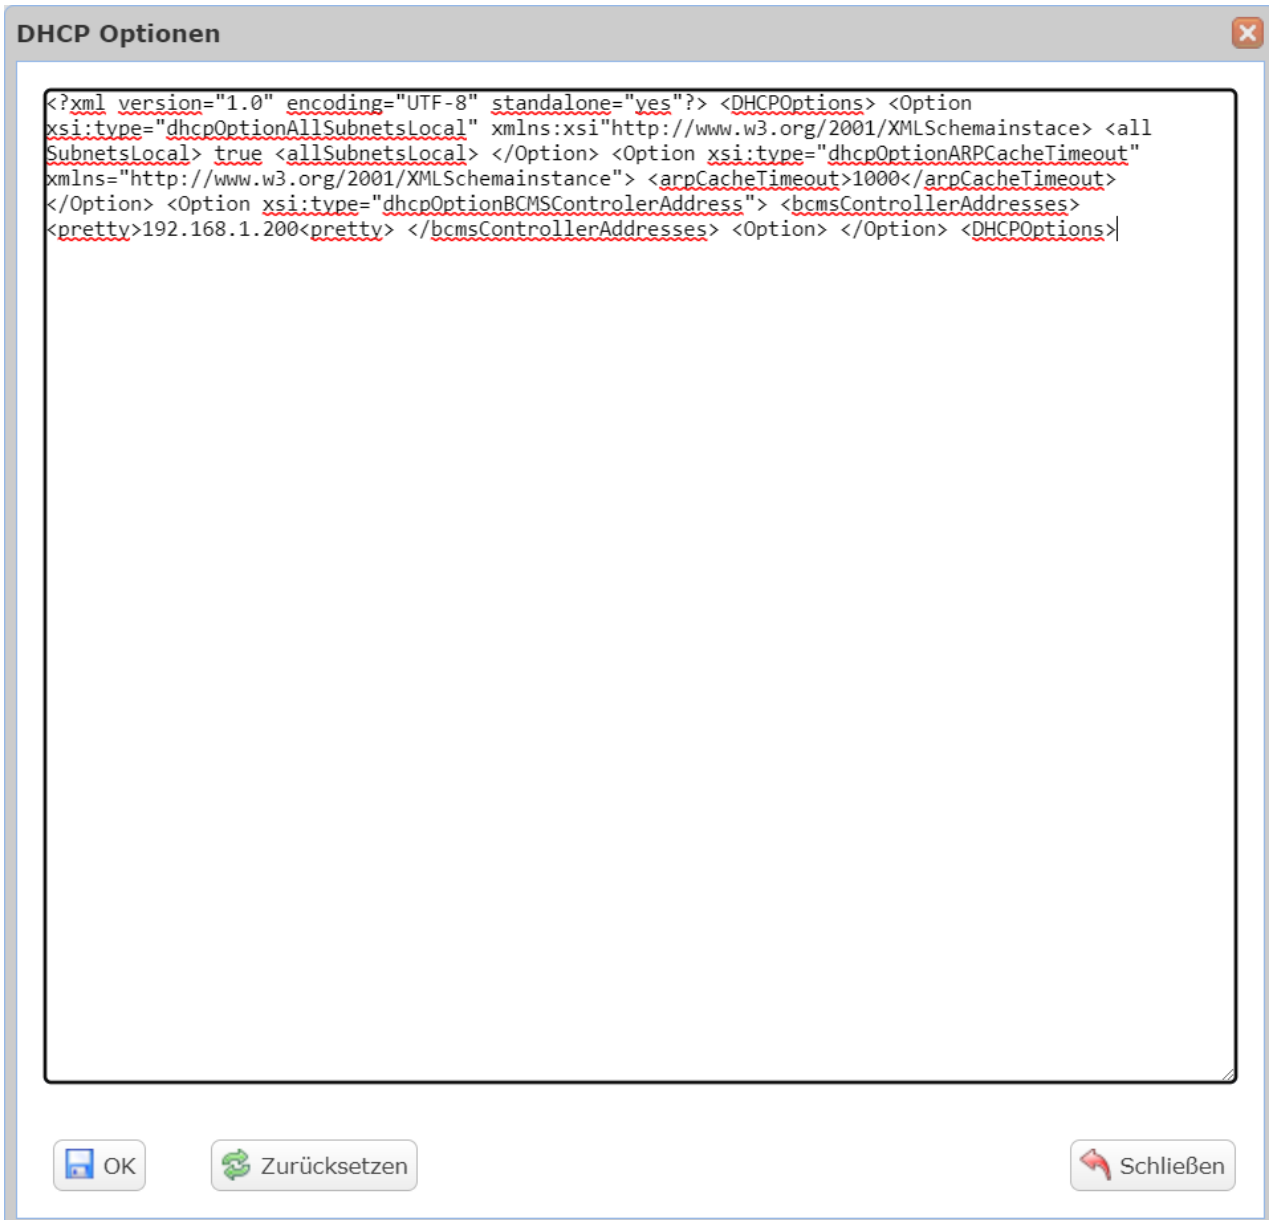 DHCP Optionen
<?xml version="1.0" encoding="UTF-8" standalone="yes"?> <DHCPOptions> <Option
xsi:type="dhcpOptionAllSubnetsLocal" xmlns:xsi"http://www.w3.org/2001/XMLSchemainstace> <all
SubnetsLocal> true <allSubnetsLocal> </Option> <Option xsi:type="dhcpOptionARPCacheTimeout"
xmlns="http://www.w3.org/2001/XMLSchemainstance"> <arpCacheTimeout>1000</arpCacheTimeout>
</Option> <Option xsi:type="dhcpOptionBCMSControlerAddress"> <bcmsControllerAddresses>
<pretty>192.168.1.200<pretty> </bcmsControllerAddresses> <Option> </Option> <DHCPOptions>
OK Zurücksetzen Schließen